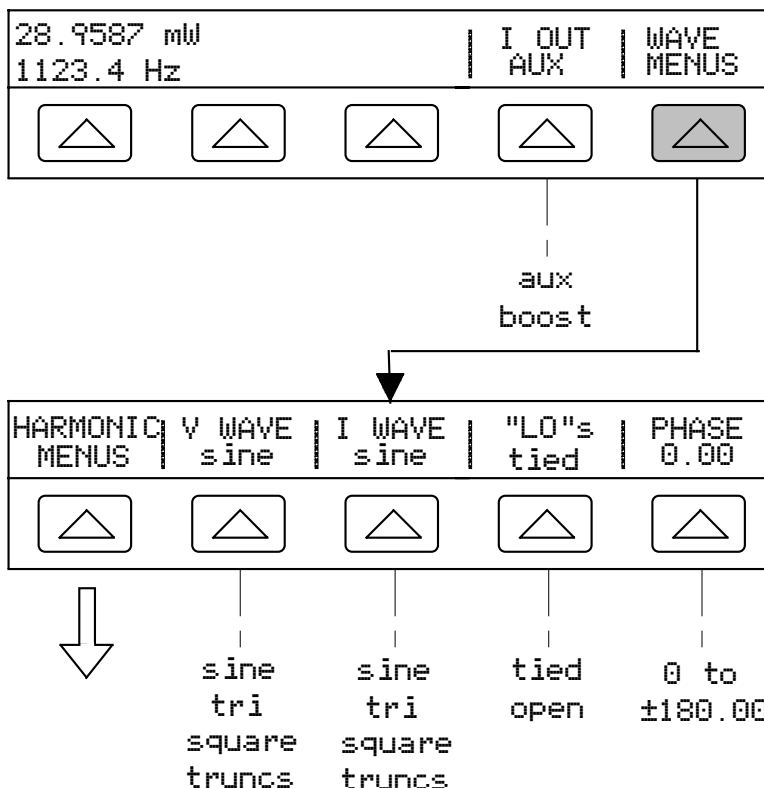 28.9587 mW
1123.4 Hz
I OUT
AUX
WAVE
MENUS
aux
boost
HARMONIC
MENUS
V WAVE
sine
I WAVE
sine
"LO"s
tied
PHASE
0.00
sine
tri
square
truncs
sine
tri
square
truncs
tied
open
0 to
±180.00